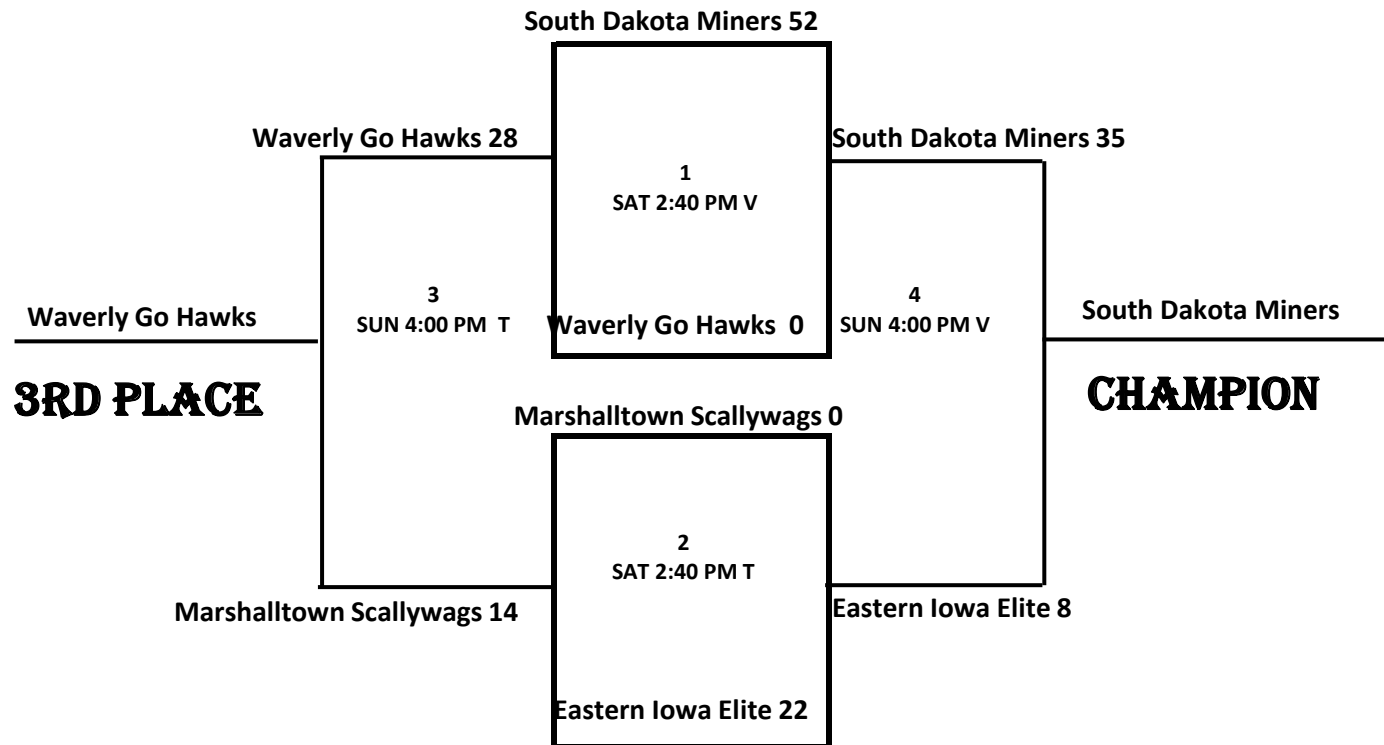 South Dakota Miners 52
Waverly Go Hawks 28
South Dakota Miners 35
1
SAT 2:40 PM V
3
SUN 4:00 PM T
4
SUN 4:00 PM V
Waverly Go Hawks
Waverly Go Hawks 0
South Dakota Miners
3RD PLACE
CHAMPION
Marshalltown Scallywags 0
2
SAT 2:40 PM T
Marshalltown Scallywags 14
Eastern Iowa Elite 8
Eastern Iowa Elite 22